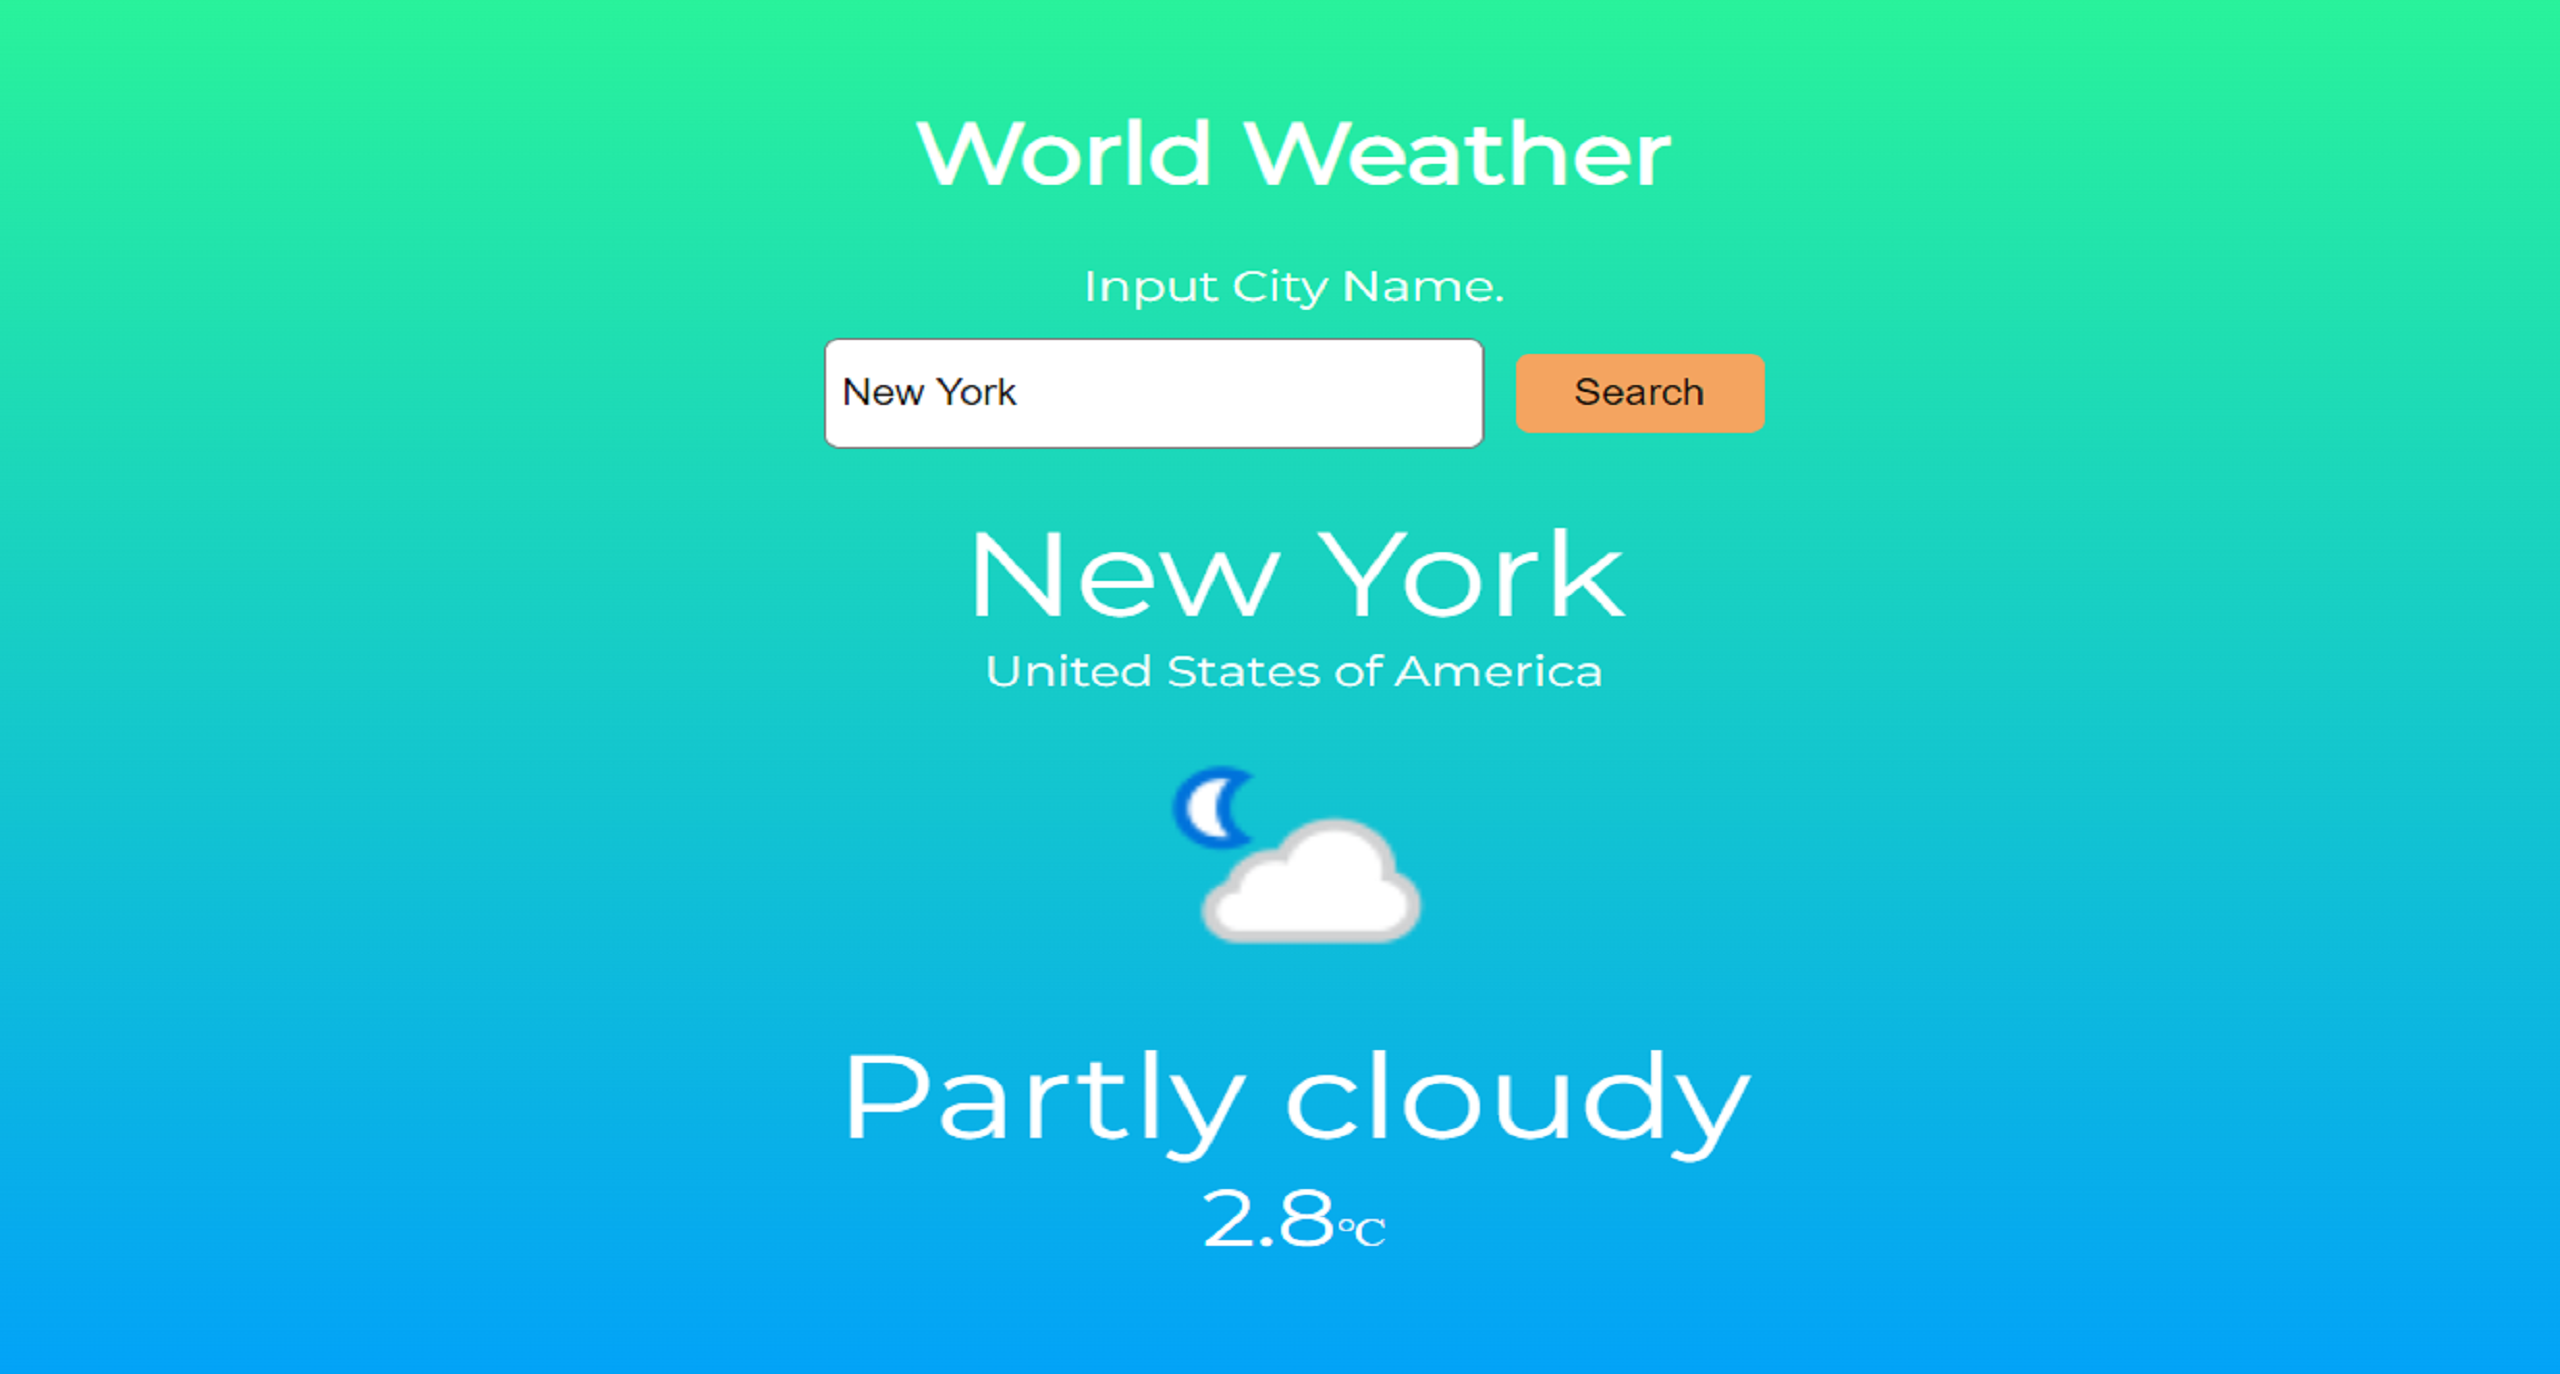 World Weather
Input City Name.
New York
Search
New York
United States of America
Partly cloudy
2.8℃